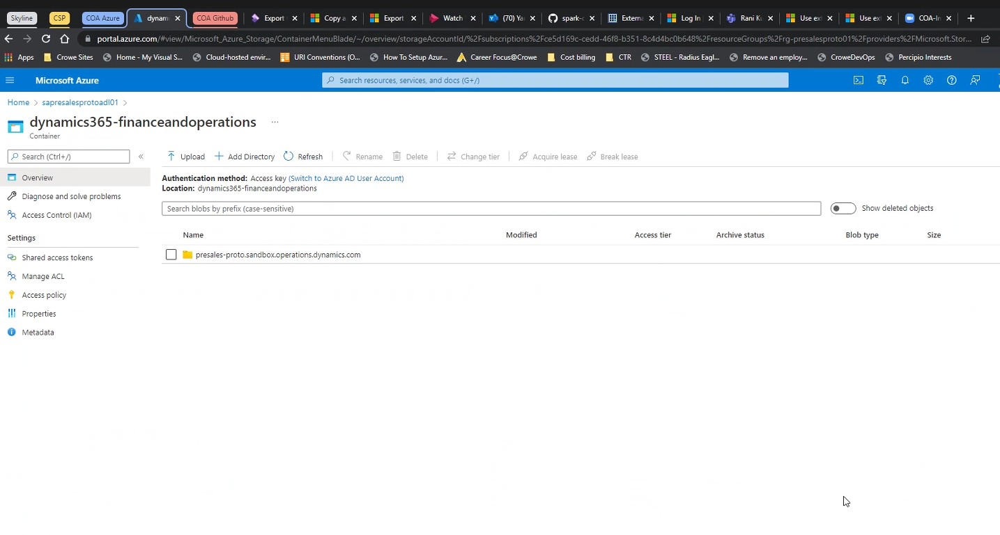 Skyline CSP COA Azure dynam COA Github Export Copy a Export Watch (70) Ya spark- Extern Log In Rani K Use ex Use ex COA-In
portal.azure.com/#view/Microsoft_Azure_Storage/ContainerMenuBlade/~/overview/storageAccountId/%2Fsubscriptions%2Fce5d169c-cedd-46f8-b351-8c4d4bc0b648%2FresourceGroups%2Frg-presalesproto01%2Fproviders%2FMicrosoft.Stor...
Apps Crowe Sites Home - My Visual S... Cloud-hosted envir... URI Conventions (O... How To Setup Azur... Career Focus@Crowe Cost billing CTR STEEL - Radius Eagl... Remove an employ... CroweDevOps Percipio Interests
Microsoft Azure Search resources, services, and docs (G+/)
Home > sapresalesprotoadl01 >
dynamics365-financeandoperations ...
Container
Search (Ctrl+/) « Upload Add Directory Refresh Rename Delete Change tier Acquire lease Break lease
Overview
Diagnose and solve problems
Access Control (IAM)
Settings
Shared access tokens
Manage ACL
Access policy
Properties
Metadata
Authentication method: Access key (Switch to Azure AD User Account)
Location: dynamics365-financeandoperations
Search blobs by prefix (case-sensitive) Show deleted objects
Name Modified Access tier Archive status Blob type Size
presales-proto.sandbox.operations.dynamics.com